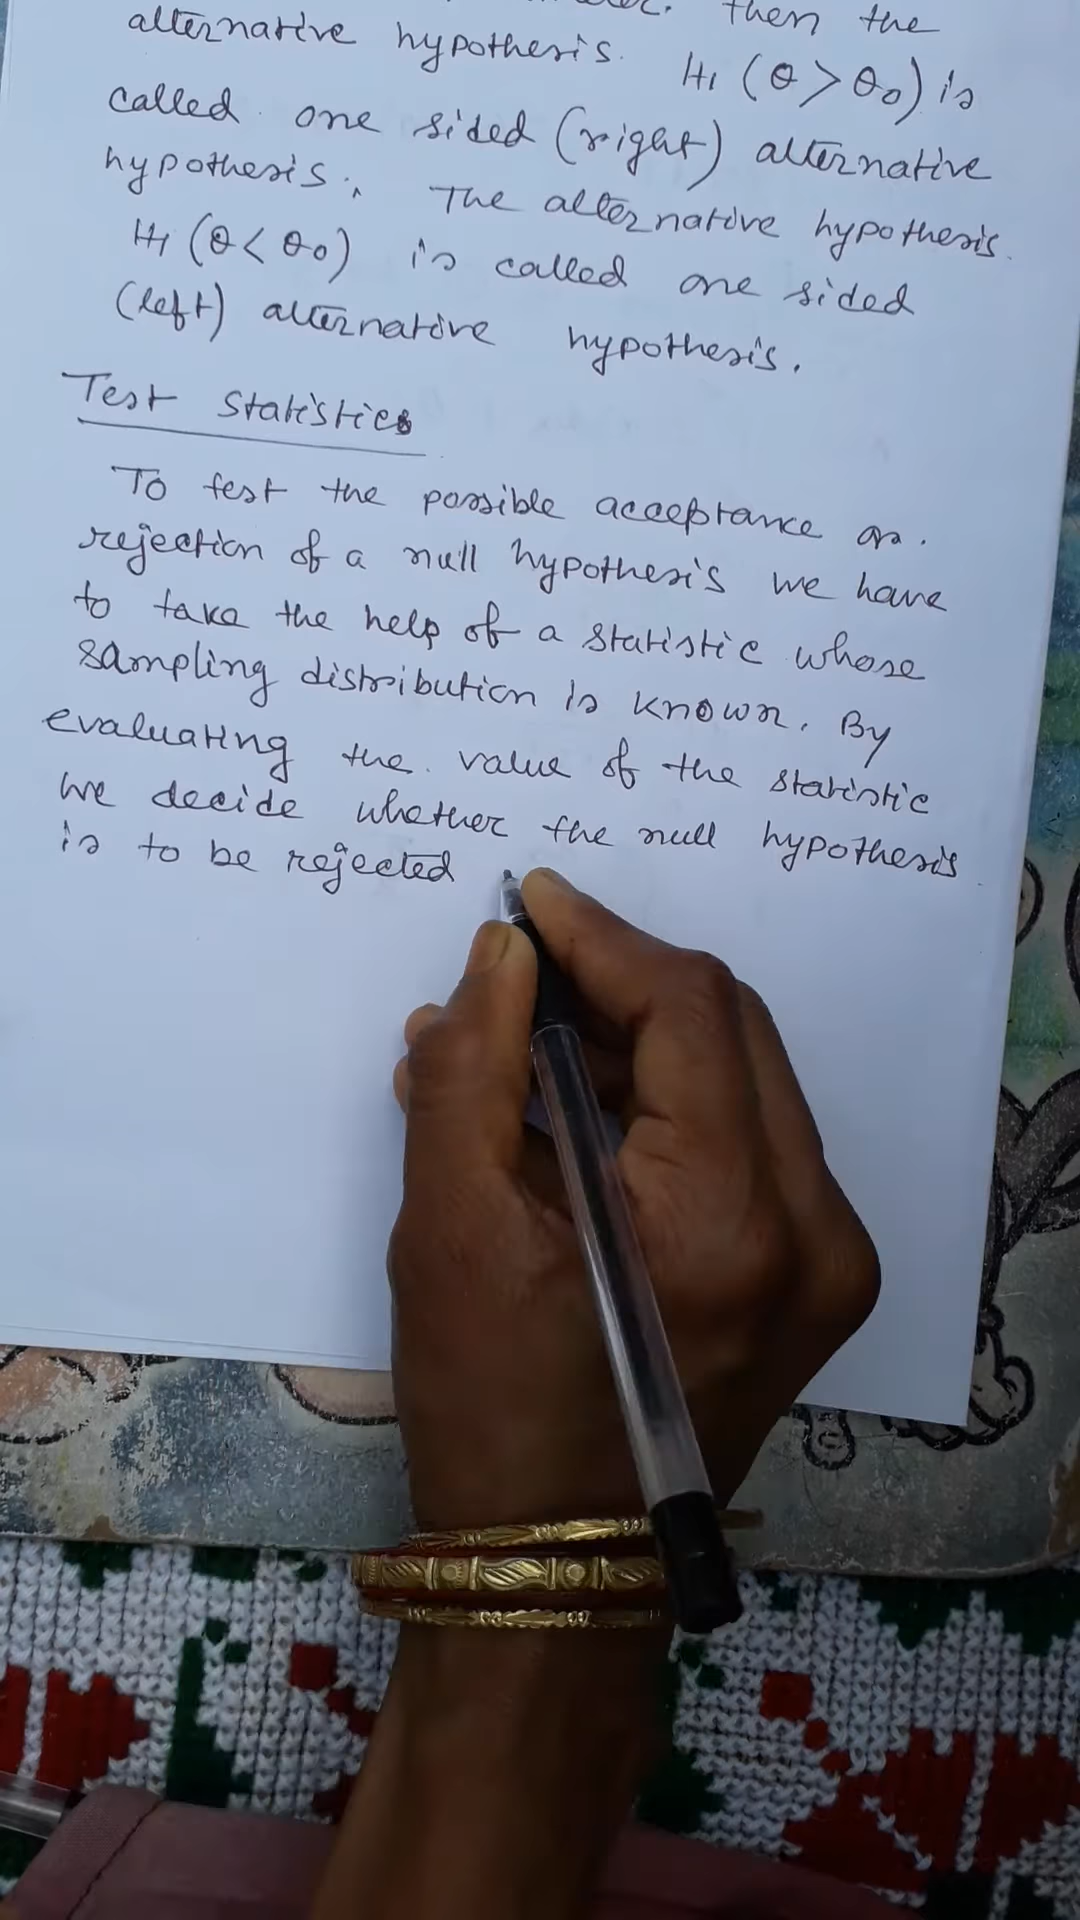 then the
alternative hypothesis. H1 (θ > θ0) is
called one sided (right) alternative
hypothesis. The alternative hypothesis.
H1 (θ < θ0) is called one sided
(left) alternative hypothesis.
Test Statistics
To test the possible acceptance or.
rejection of a null hypothesis we have
to take the help of a statistic whose
sampling distribution is known. By
evaluating the value of the statistic
we decide whether the null hypothesis
is to be rejected